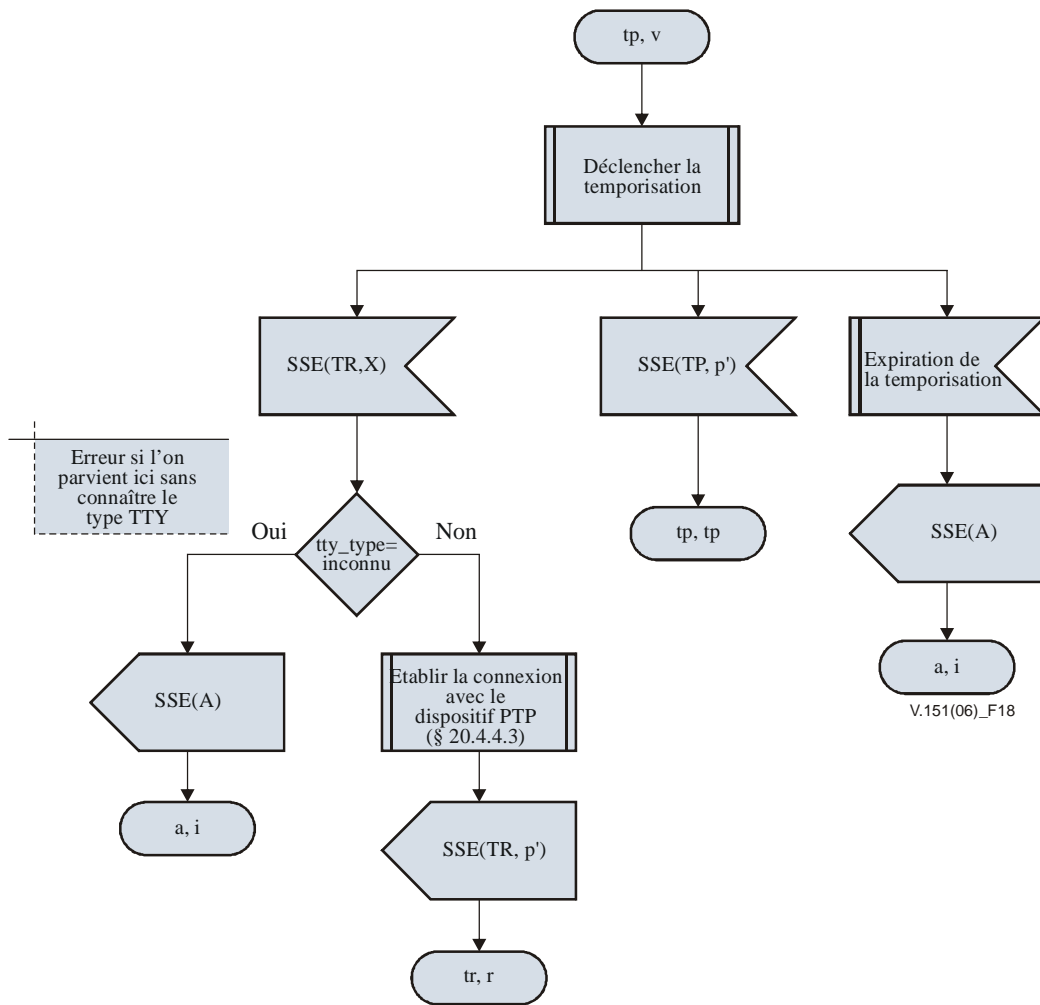 tp, v
Déclencher la
temporisation
SSE(TR,X)
SSE(TP, p')
Expiration de
la temporisation
Erreur si l'on
parvient ici sans
connaître le
type TTY
Oui
tty_type=
inconnu
Non
tp, tp
SSE(A)
SSE(A)
Etablir la connexion
avec le
dispositif PTP
(§ 20.4.4.3)
a, i
V.151(06)_F18
a, i
SSE(TR, p')
tr, r